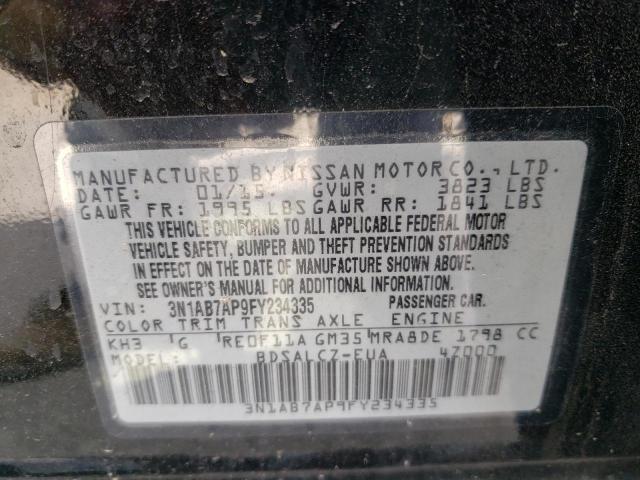 MANUFACTURED BY NISSAN MOTOR CO., LTD.
DATE: 01/15. GVWR: 3823 LBS
GAWR FR: 1995 LBS GAWR RR: 1841 LBS
THIS VEHICLE CONFORMS TO ALL APPLICABLE FEDERAL MOTOR
VEHICLE SAFETY, BUMPER AND THEFT PREVENTION STANDARDS
IN EFFECT ON THE DATE OF MANUFACTURE SHOWN ABOVE.
SEE OWNER'S MANUAL FOR ADDITIONAL INFORMATION.
VIN: 3N1AB7AP9FY234335 PASSENGER CAR.
COLOR TRIM TRANS AXLE ENGINE
KH3 G RE0F11A GM35 MRA8DE 1798 CC
MODEL: BDSALCZ-EUA 4Z000
3N1AB7AP9FY234335